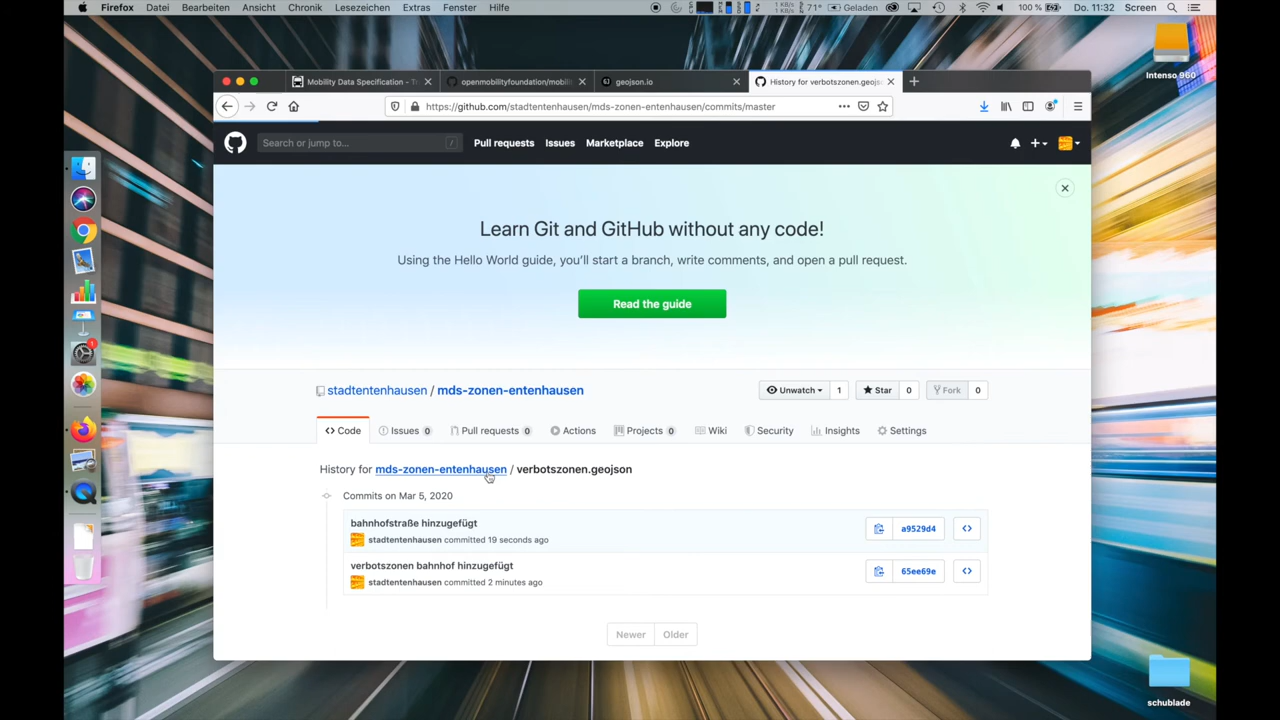 Firefox Datei Bearbeiten Ansicht Chronik Lesezeichen Extras Fenster Hilfe 1 KB/s 71° Geladen 100 % Do. 11:32 Screen
Intenso 960
Mobility Data Specification - T
openmobilityfoundation/mobili
geojson.io
History for verbotszonen.geojs
https://github.com/stadtentenhausen/mds-zonen-entenhausen/commits/master
Search or jump to... /
Pull requests Issues Marketplace Explore
Learn Git and GitHub without any code!
Using the Hello World guide, you’ll start a branch, write comments, and open a pull request.
Read the guide
stadtentenhausen / mds-zonen-entenhausen
Unwatch 1 Star 0 Fork 0
Code Issues 0 Pull requests 0 Actions Projects 0 Wiki Security Insights Settings
History for mds-zonen-entenhausen / verbotszonen.geojson
Commits on Mar 5, 2020
bahnhofstraße hinzugefügt
stadtentenhausen committed 19 seconds ago
a9529d4
verbotszonen bahnhof hinzugefügt
stadtentenhausen committed 2 minutes ago
65ee69e
Newer Older
schublade